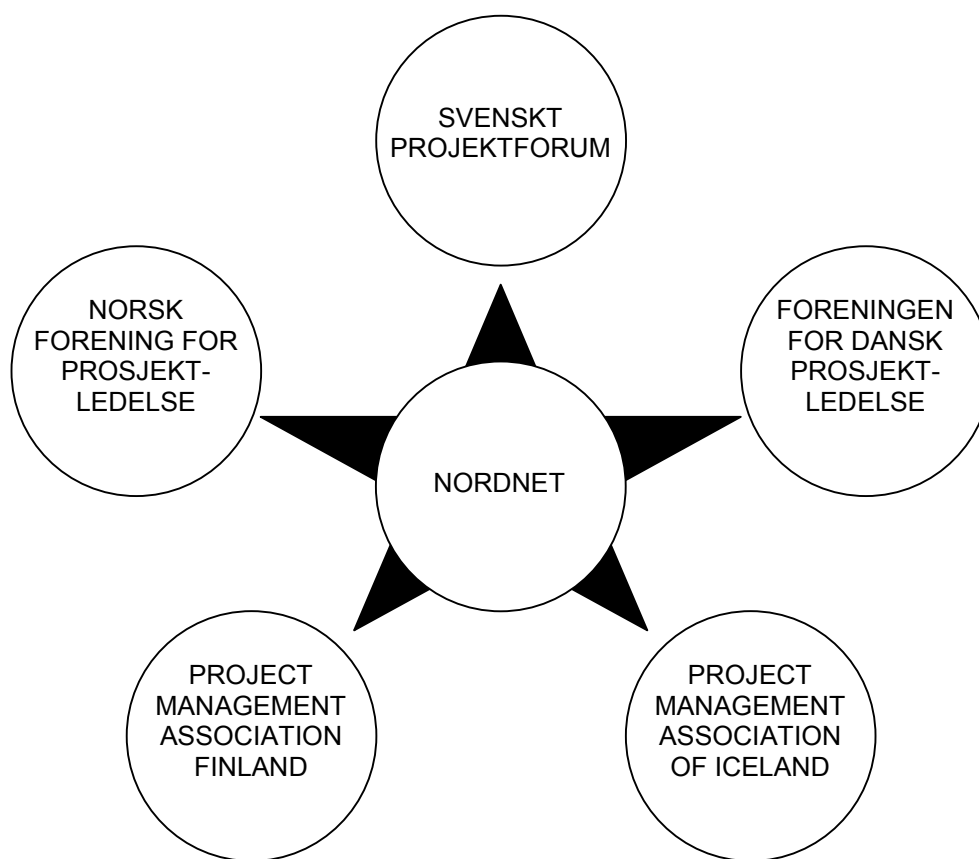 SVENSKT
PROJEKTFORUM
NORSK
FORENING FOR
PROSJEKT-
LEDELSE
FORENINGEN
FOR DANSK
PROSJEKT-
LEDELSE
NORDNET
PROJECT
MANAGEMENT
ASSOCIATION
FINLAND
PROJECT
MANAGEMENT
ASSOCIATION
OF ICELAND